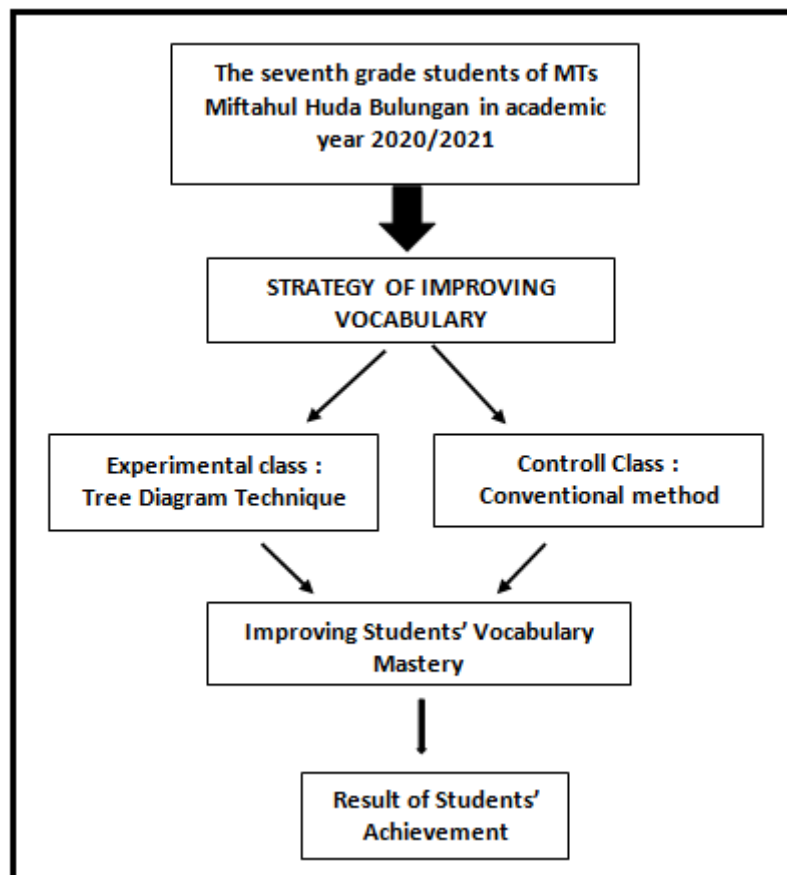 The seventh grade students of MTs
Miftahul Huda Bulungan in academic
year 2020/2021
STRATEGY OF IMPROVING
VOCABULARY
Experimental class :
Tree Diagram Technique
Controll Class :
Conventional method
Improving Students’ Vocabulary
Mastery
Result of Students’
Achievement